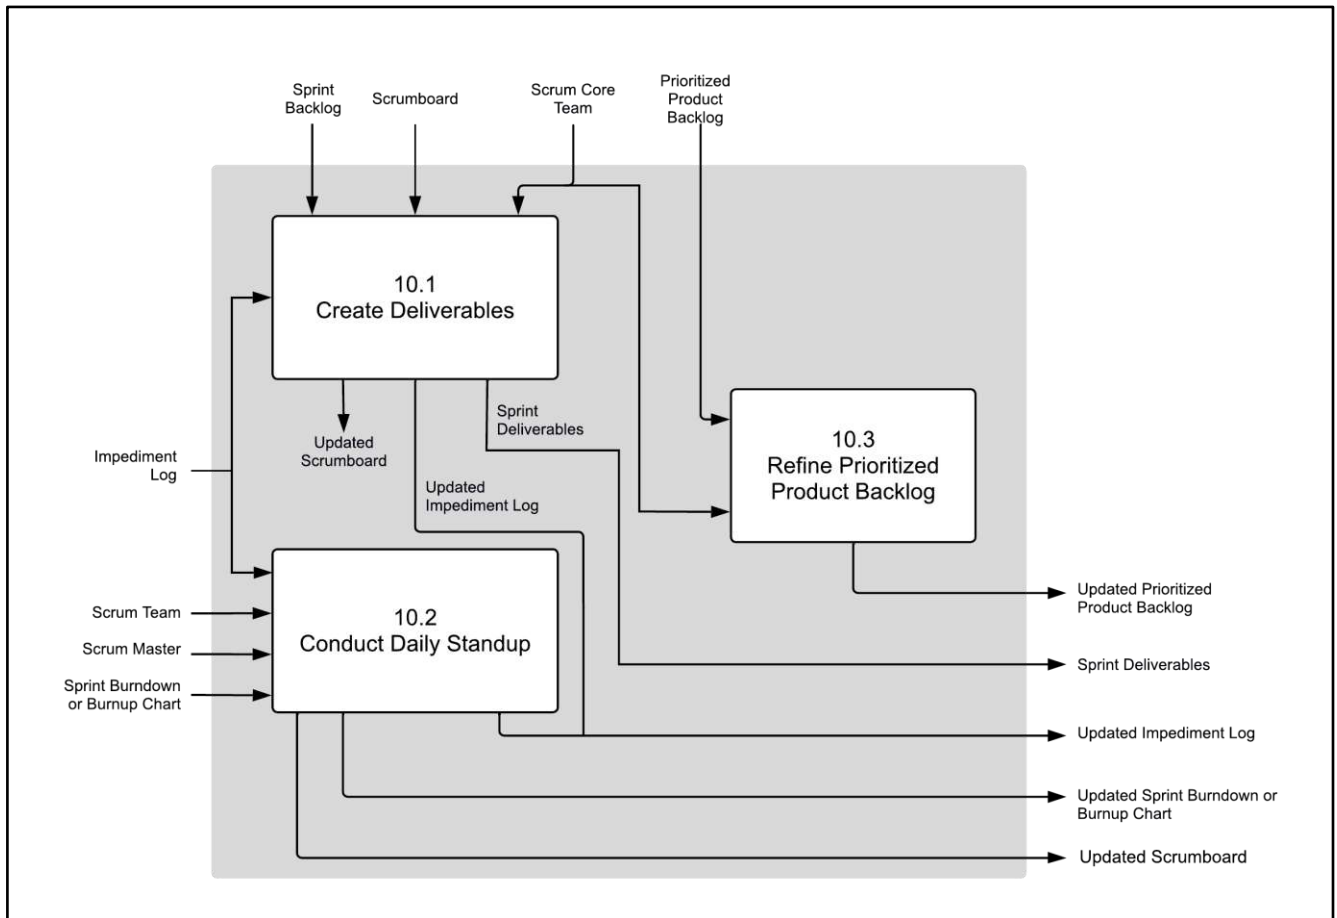 Sprint
Backlog
Scrumboard
Scrum Core
Team
Prioritized
Product
Backlog
10.1
Create Deliverables
Sprint
Deliverables
Updated
Scrumboard
Impediment
Log
Updated
Impediment Log
10.3
Refine Prioritized
Product Backlog
10.2
Conduct Daily Standup
Scrum Team
Scrum Master
Sprint Burndown
or Burnup Chart
Updated Prioritized
Product Backlog
Sprint Deliverables
Updated Impediment Log
Updated Sprint Burndown or
Burnup Chart
Updated Scrumboard